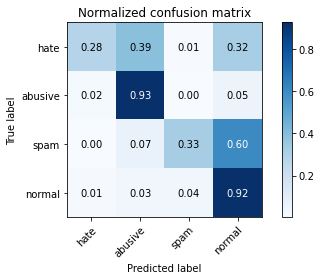 Normalized confusion matrix
True label
hate 0.28 0.39 0.01 0.32
abusive 0.02 0.93 0.00 0.05
spam 0.00 0.07 0.33 0.60
normal 0.01 0.03 0.04 0.92
hate abusive spam normal
Predicted label
0.8
0.6
0.4
0.2